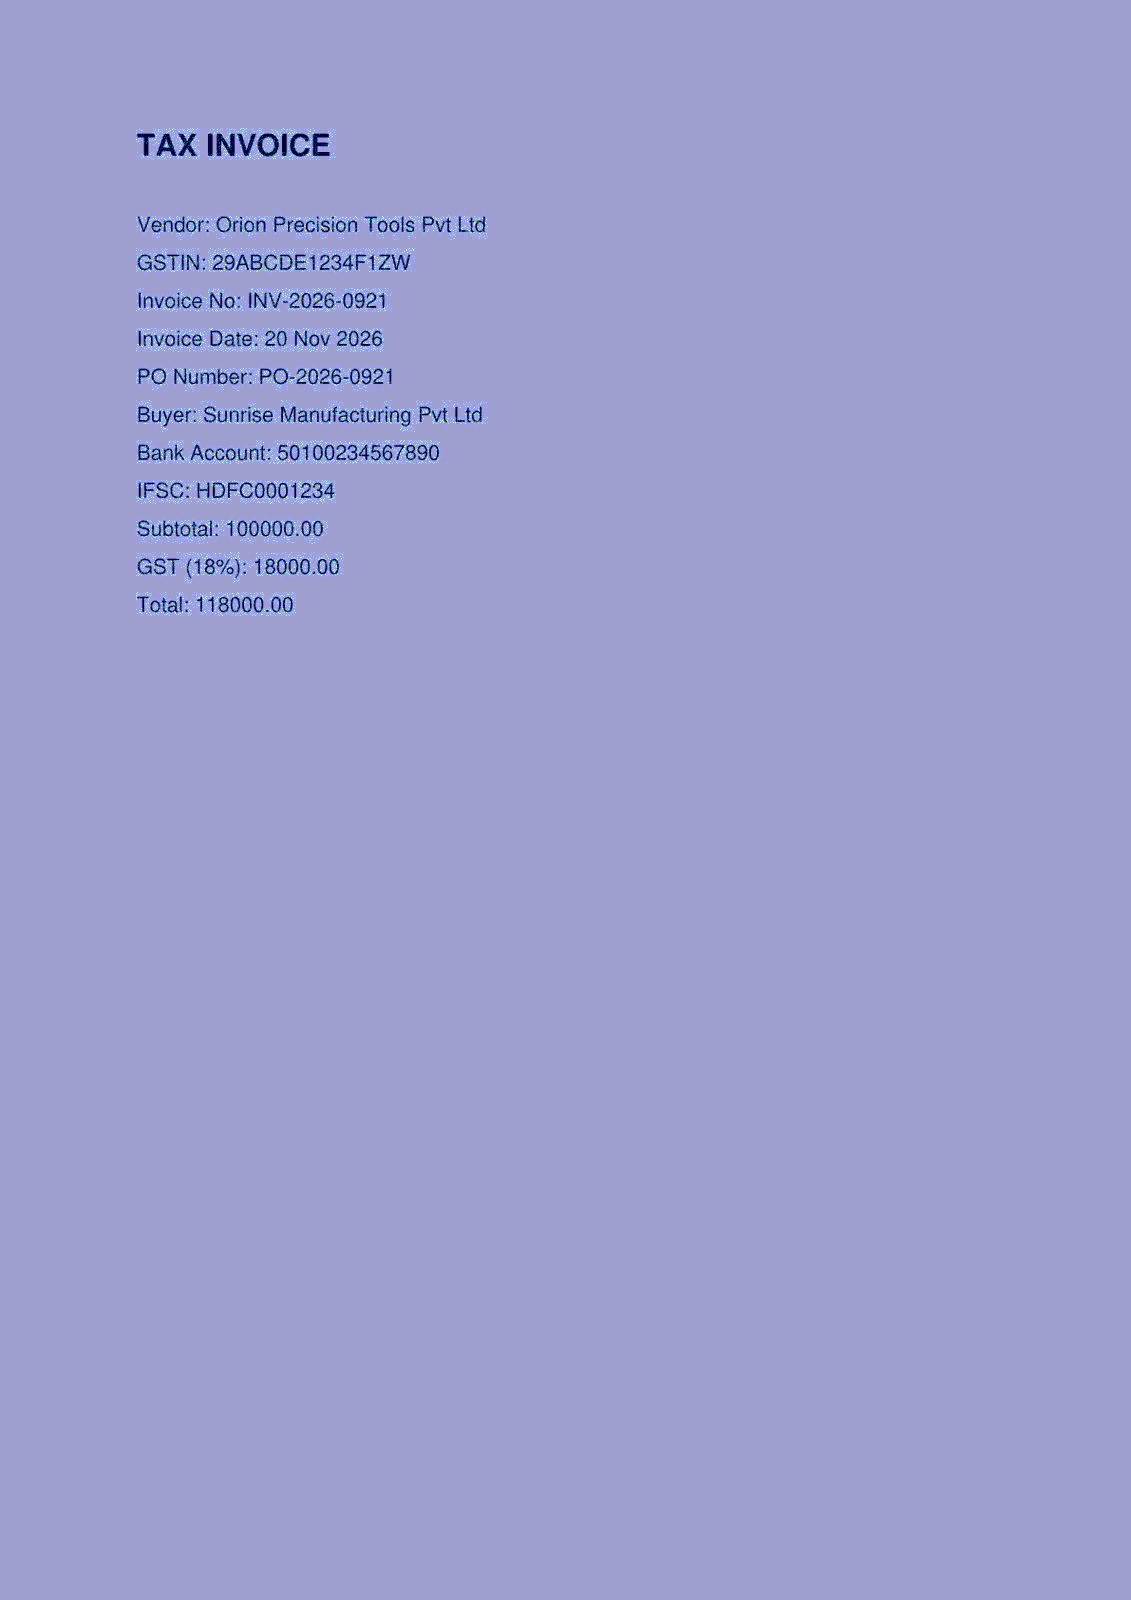 TAX INVOICE
Vendor: Orion Precision Tools Pvt Ltd
GSTIN: 29ABCDE1234F1ZW
Invoice No: INV-2026-0921
Invoice Date: 20 Nov 2026
PO Number: PO-2026-0921
Buyer: Sunrise Manufacturing Pvt Ltd
Bank Account: 50100234567890
IFSC: HDFC0001234
Subtotal: 100000.00
GST (18%): 18000.00
Total: 118000.00